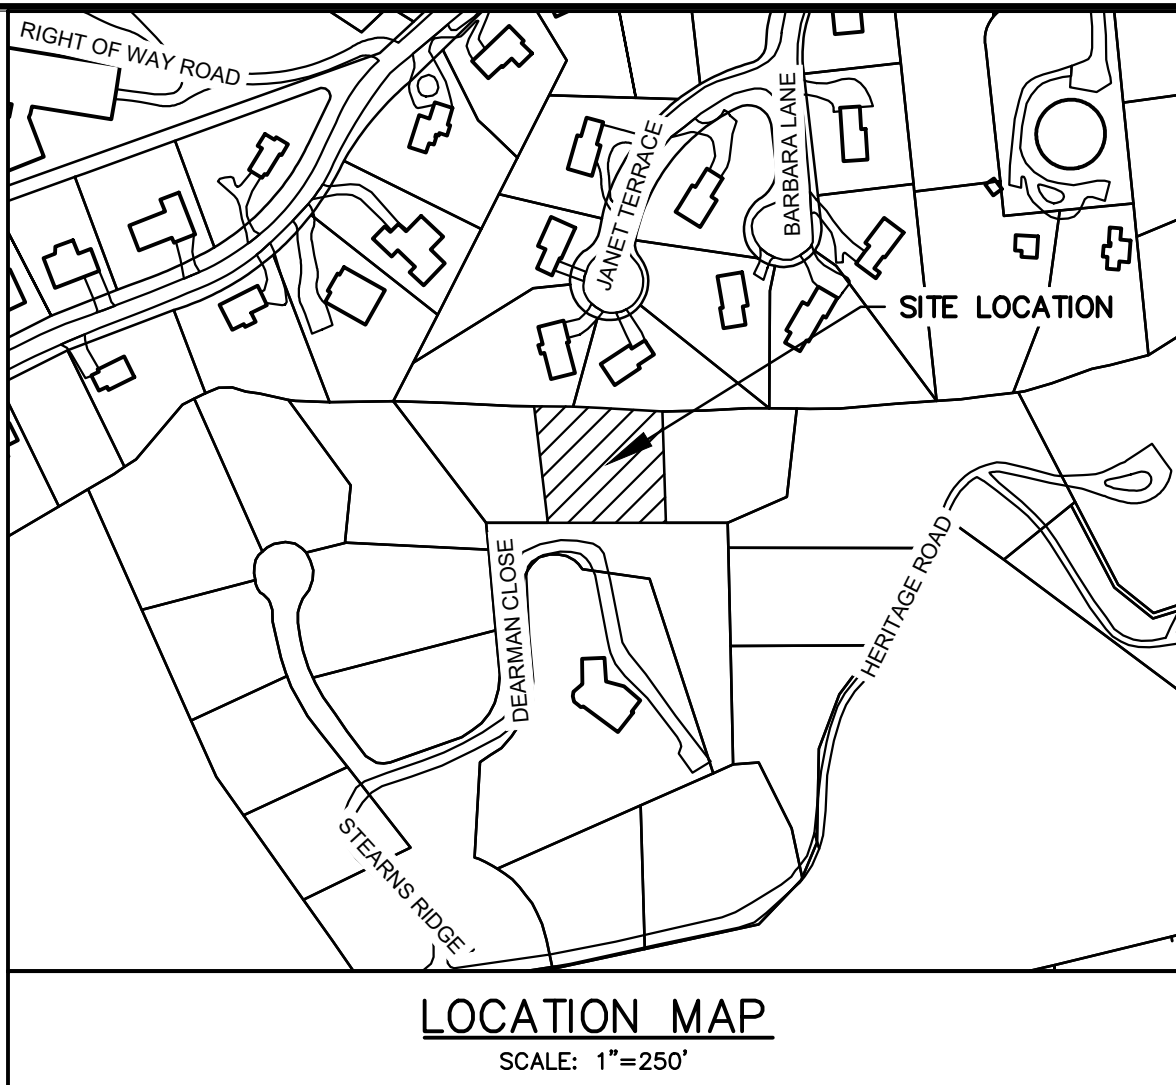 RIGHT OF WAY ROAD
JANET TERRACE
BARBARA LANE
SITE LOCATION
DEARMAN CLOSE
HERITAGE ROAD
STEARNS RIDGE
LOCATION MAP
SCALE: 1"=250'